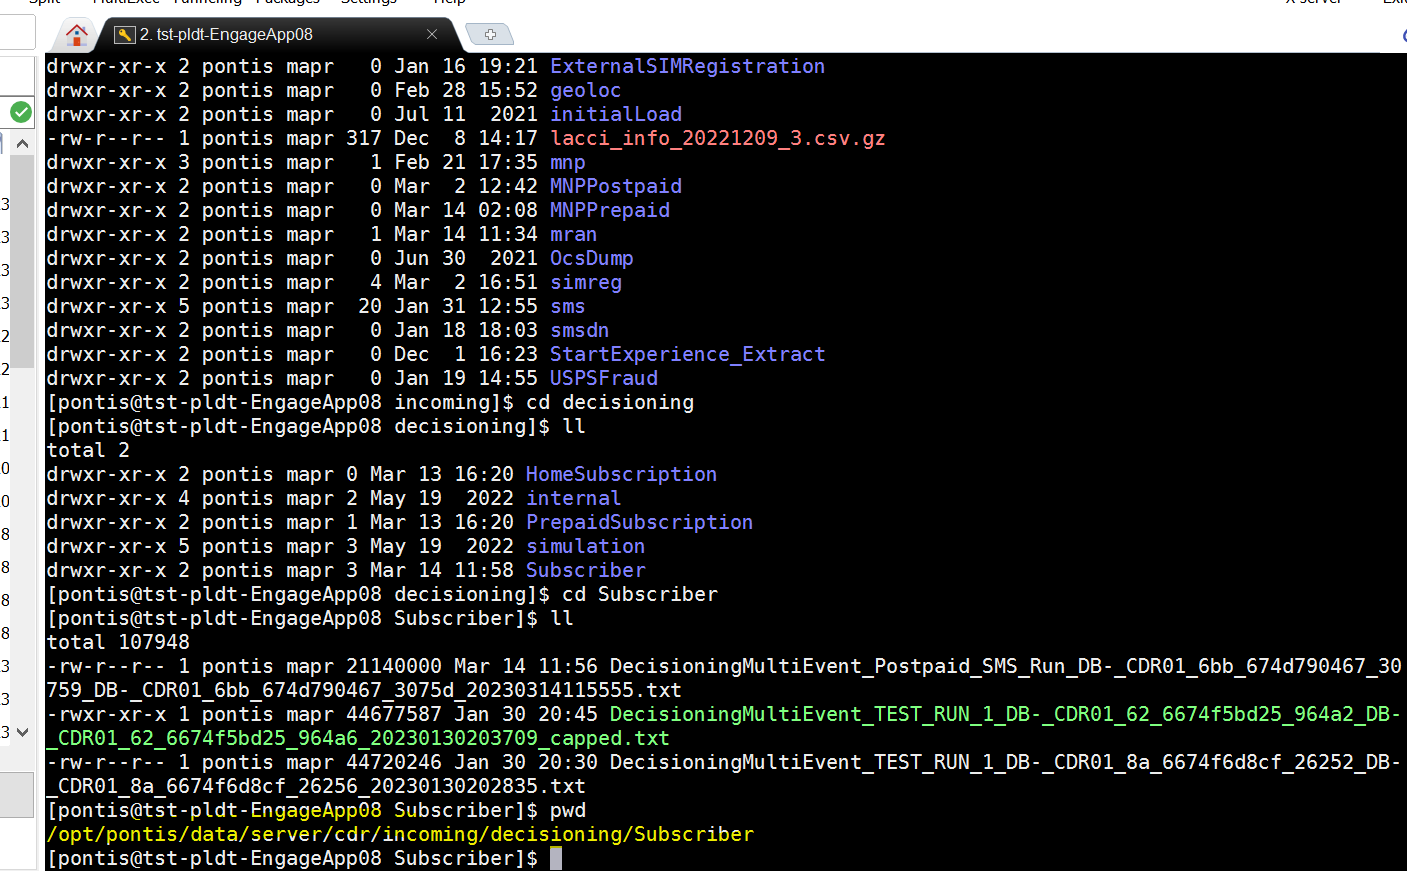 Split MultiExec Tunneling Packages Settings Help X server
2. tst-pldt-EngageApp08
drwxr-xr-x 2 pontis mapr   0 Jan 16 19:21 ExternalSIMRegistration
drwxr-xr-x 2 pontis mapr   0 Feb 28 15:52 geoloc
drwxr-xr-x 2 pontis mapr   0 Jul 11  2021 initialLoad
-rw-r--r-- 1 pontis mapr 317 Dec  8 14:17 lacci_info_20221209_3.csv.gz
drwxr-xr-x 3 pontis mapr   1 Feb 21 17:35 mnp
drwxr-xr-x 2 pontis mapr   0 Mar  2 12:42 MNPPostpaid
drwxr-xr-x 2 pontis mapr   0 Mar 14 02:08 MNPPrepaid
drwxr-xr-x 2 pontis mapr   1 Mar 14 11:34 mran
drwxr-xr-x 2 pontis mapr   0 Jun 30  2021 OcsDump
drwxr-xr-x 2 pontis mapr   4 Mar  2 16:51 simreg
drwxr-xr-x 5 pontis mapr  20 Jan 31 12:55 sms
drwxr-xr-x 2 pontis mapr   0 Jan 18 18:03 smsdn
drwxr-xr-x 2 pontis mapr   0 Dec  1 16:23 StartExperience_Extract
drwxr-xr-x 2 pontis mapr   0 Jan 19 14:55 USPSFraud
[pontis@tst-pldt-EngageApp08 incoming]$ cd decisioning
[pontis@tst-pldt-EngageApp08 decisioning]$ ll
total 2
drwxr-xr-x 2 pontis mapr 0 Mar 13 16:20 HomeSubscription
drwxr-xr-x 4 pontis mapr 2 May 19  2022 internal
drwxr-xr-x 2 pontis mapr 1 Mar 13 16:20 PrepaidSubscription
drwxr-xr-x 5 pontis mapr 3 May 19  2022 simulation
drwxr-xr-x 2 pontis mapr 3 Mar 14 11:58 Subscriber
[pontis@tst-pldt-EngageApp08 decisioning]$ cd Subscriber
[pontis@tst-pldt-EngageApp08 Subscriber]$ ll
total 107948
-rw-r--r-- 1 pontis mapr 21140000 Mar 14 11:56 DecisioningMultiEvent_Postpaid_SMS_Run_DB-_CDR01_6bb_674d790467_30
759_DB-_CDR01_6bb_674d790467_3075d_20230314115555.txt
-rwxr-xr-x 1 pontis mapr 44677587 Jan 30 20:45 DecisioningMultiEvent_TEST_RUN_1_DB-_CDR01_62_6674f5bd25_964a2_DB-
_CDR01_62_6674f5bd25_964a6_20230130203709_capped.txt
-rw-r--r-- 1 pontis mapr 44720246 Jan 30 20:30 DecisioningMultiEvent_TEST_RUN_1_DB-_CDR01_8a_6674f6d8cf_26252_DB-
_CDR01_8a_6674f6d8cf_26256_20230130202835.txt
[pontis@tst-pldt-EngageApp08 Subscriber]$ pwd
/opt/pontis/data/server/cdr/incoming/decisioning/Subscriber
[pontis@tst-pldt-EngageApp08 Subscriber]$